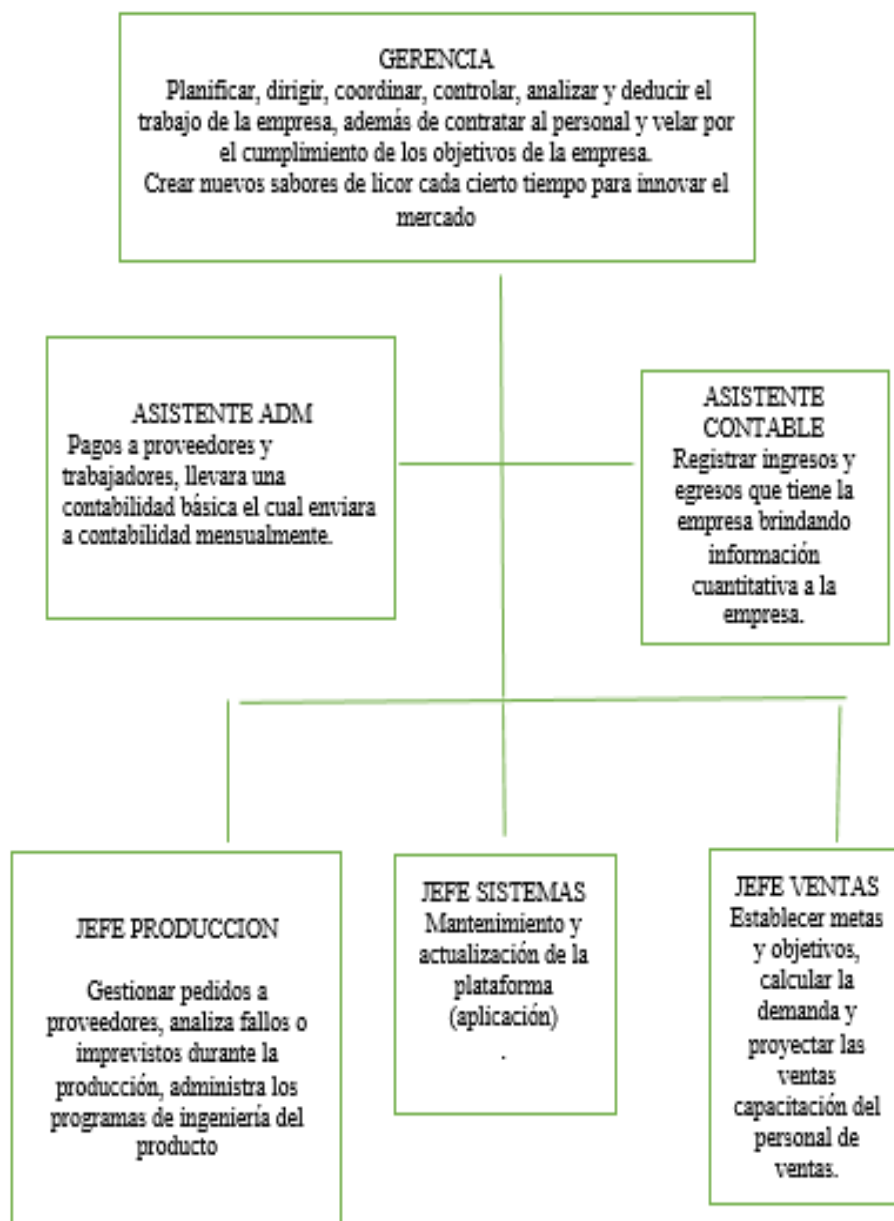 GERENCIA
Planificar, dirigir, coordinar, controlar, analizar y deducir el
trabajo de la empresa, además de contratar al personal y velar por
el cumplimiento de los objetivos de la empresa.
Crear nuevos sabores de licor cada cierto tiempo para innovar el
mercado
ASISTENTE ADM
Pagos a proveedores y
trabajadores, llevara una
contabilidad básica el cual enviara
a contabilidad mensualmente.
ASISTENTE
CONTABLE
Registrar ingresos y
egresos que tiene la
empresa brindando
información
cuantitativa a la
empresa.
JEFE PRODUCCION
Gestionar pedidos a
proveedores, analiza fallos o
imprevistos durante la
producción, administra los
programas de ingeniería del
producto
JEFE SISTEMAS
Mantenimiento y
actualización de la
plataforma
(aplicación)
.
JEFE VENTAS
Establecer metas
y objetivos,
calcular la
demanda y
proyectar las
ventas
capacitación del
personal de
ventas.